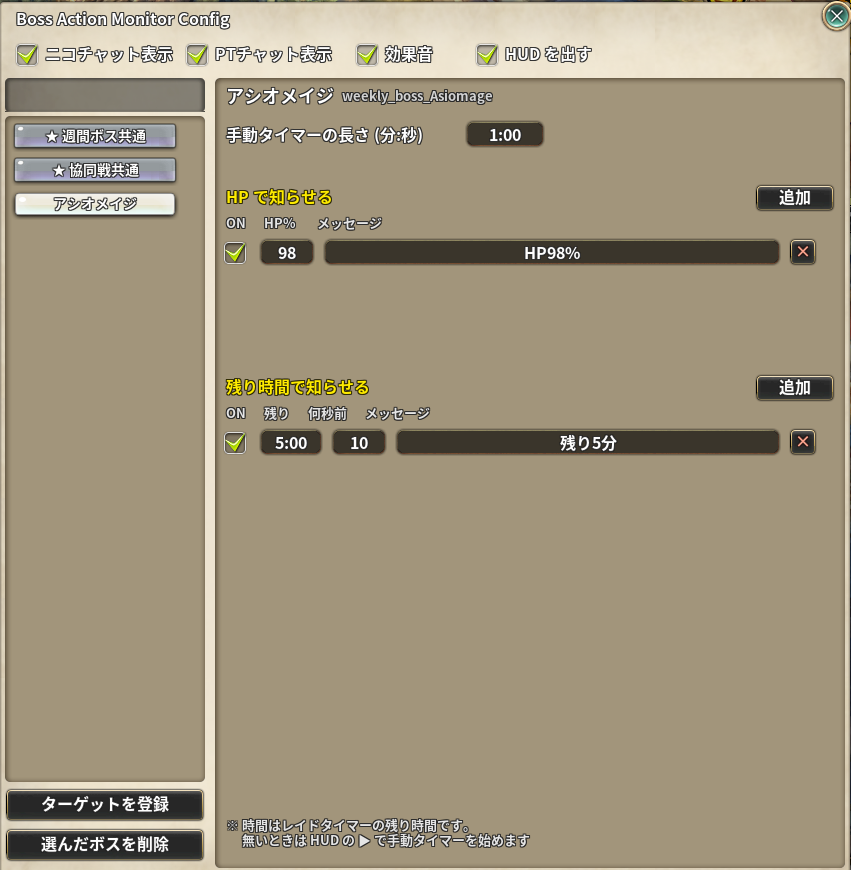 Boss Action Monitor Config
ニコチャット表示 PTチャット表示 効果音 HUD を出す
アシオメイジ weekly_boss_Asiomage
手動タイマーの長さ (分:秒) 1:00
★ 週間ボス共通
★ 協同戦共通
アシオメイジ
HP で知らせる 追加
ON HP% メッセージ
98 HP98% ×
残り時間で知らせる 追加
ON 残り 何秒前 メッセージ
5:00 10 残り5分 ×
※ 時間はレイドタイマーの残り時間です。
無いときは HUD の ▶ で手動タイマーを始めます
ターゲットを登録
選んだボスを削除